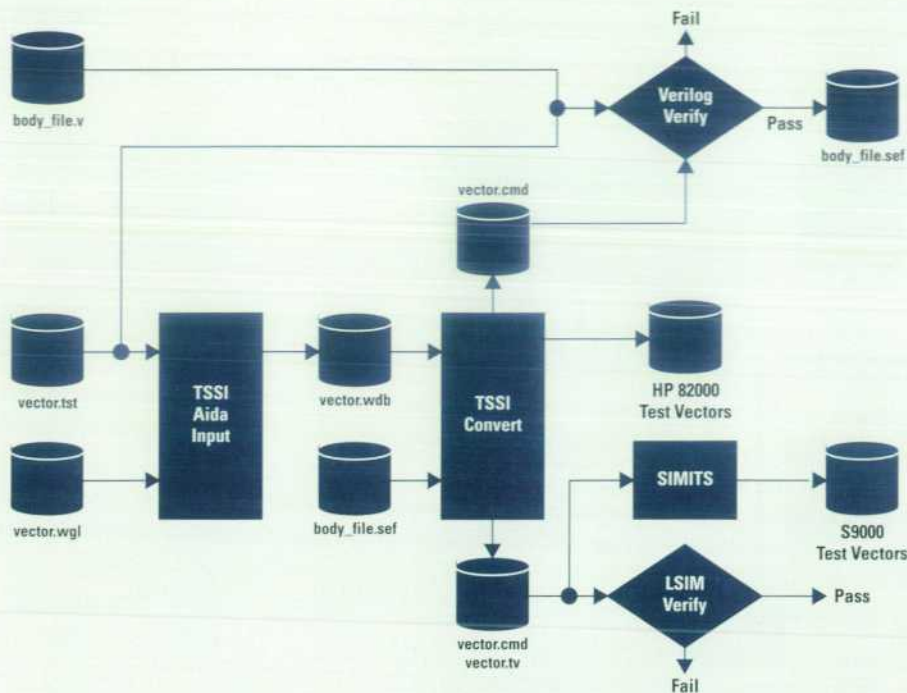 Fail
body_file.v
Verilog
Verify
Pass
body_file.sef
vector.cmd
vector.tst
TSSI
Aida
Input
vector.wdb
TSSI
Convert
HP 82000
Test Vectors
vector.wgl
body_file.sef
SIMITS
S9000
Test Vectors
vector.cmd
vector.tv
LSIM
Verify
Pass
Fail